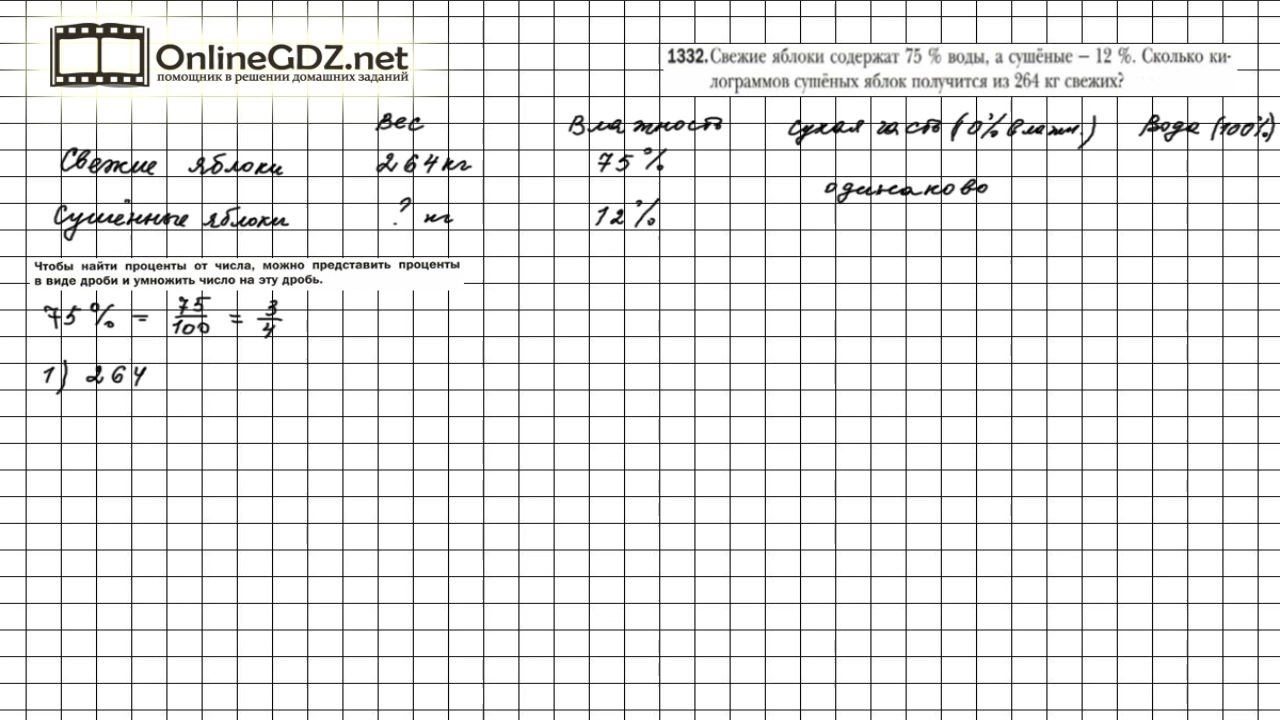 OnlineGDZ.net
помощник в решении домашних заданий
1332. Свежие яблоки содержат 75 % воды, а сушёные – 12 %. Сколько ки-
лограммов сушёных яблок получится из 264 кг свежих?
Вес Влажность Сухая часть (0% влажн.) Вода (100%)
Свежие яблоки 264 кг 75 %
одинаково
Сушённые яблоки ? кг 12 %
Чтобы найти проценты от числа, можно представить проценты
в виде дроби и умножить число на эту дробь.
75 % = 75/100 = 3/4
1) 264